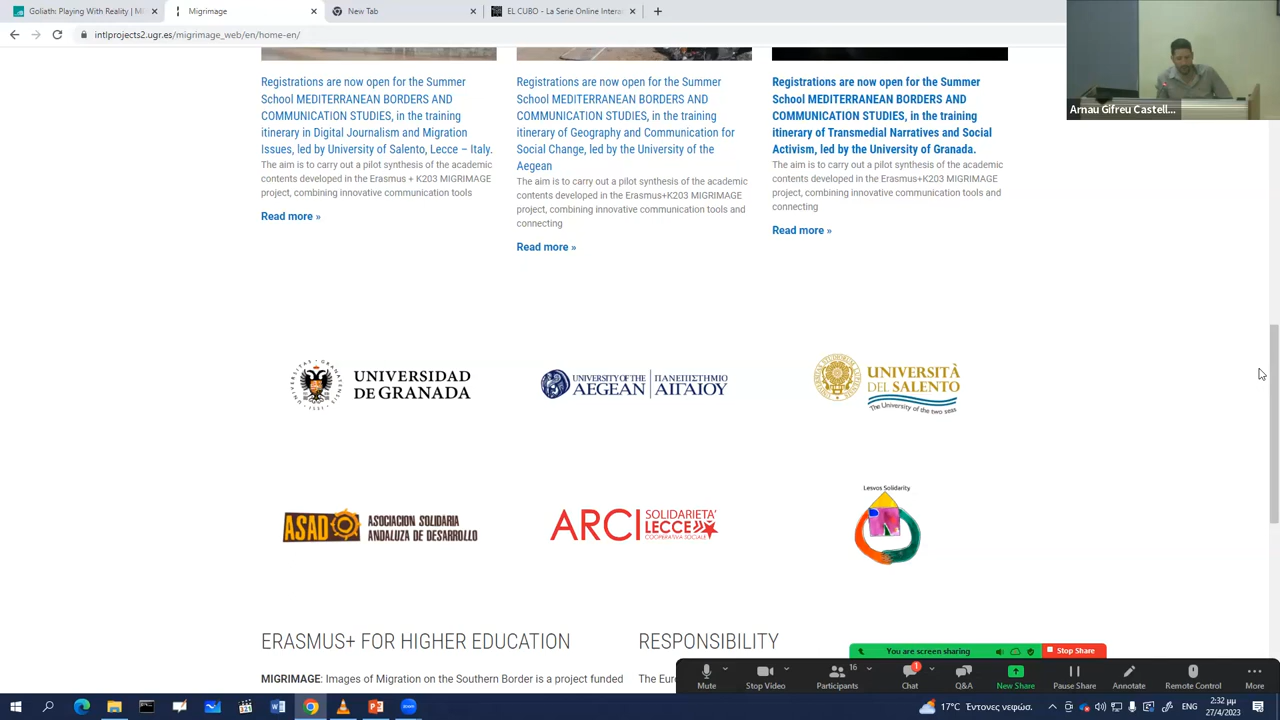 Goliath: Playing With Reality | M
Migrimage
New Tab
EL CUBO - La Serie Online Intera
intlprojects2.ugr.es/migrimage_web/en/home-en/
Arnau Gifreu Castell...
Registrations are now open for the Summer
School MEDITERRANEAN BORDERS AND
COMMUNICATION STUDIES, in the training
itinerary in Digital Journalism and Migration
Issues, led by University of Salento, Lecce – Italy.
The aim is to carry out a pilot synthesis of the academic
contents developed in the Erasmus + K203 MIGRIMAGE
project, combining innovative communication tools
Read more »
Registrations are now open for the Summer
School MEDITERRANEAN BORDERS AND
COMMUNICATION STUDIES, in the training
itinerary of Geography and Communication for
Social Change, led by the University of the
Aegean
The aim is to carry out a pilot synthesis of the academic
contents developed in the Erasmus+K203 MIGRIMAGE
project, combining innovative communication tools and
connecting
Read more »
Registrations are now open for the Summer
School MEDITERRANEAN BORDERS AND
COMMUNICATION STUDIES, in the training
itinerary of Transmedial Narratives and Social
Activism, led by the University of Granada.
The aim is to carry out a pilot synthesis of the academic
contents developed in the Erasmus+K203 MIGRIMAGE
project, combining innovative communication tools and
connecting
Read more »
UNIVERSIDAD
DE GRANADA
UNIVERSITY OF THE
AEGEAN
ΠΑΝΕΠΙΣΤΗΜΙΟ
ΑΙΓΑΙΟΥ
UNIVERSITÀ
DEL SALENTO
The University of the two seas
ASAD
ASOCIACION SOLIDARIA
ANDALUZA DE DESARROLLO
ARCI
SOLIDARIETA'
LECCE
COOPERATIVA SOCIALE
Lesvos Solidarity
ERASMUS+ FOR HIGHER EDUCATION
MIGRIMAGE: Images of Migration on the Southern Border is a project funded
RESPONSIBILITY
The Eur
You are screen sharing
Stop Share
Mute
Stop Video
16
Participants
1
Chat
Q&A
New Share
Pause Share
Annotate
Remote Control
More
17°C Έντονος νεφώσ.
ENG
2:32 μμ
27/4/2023